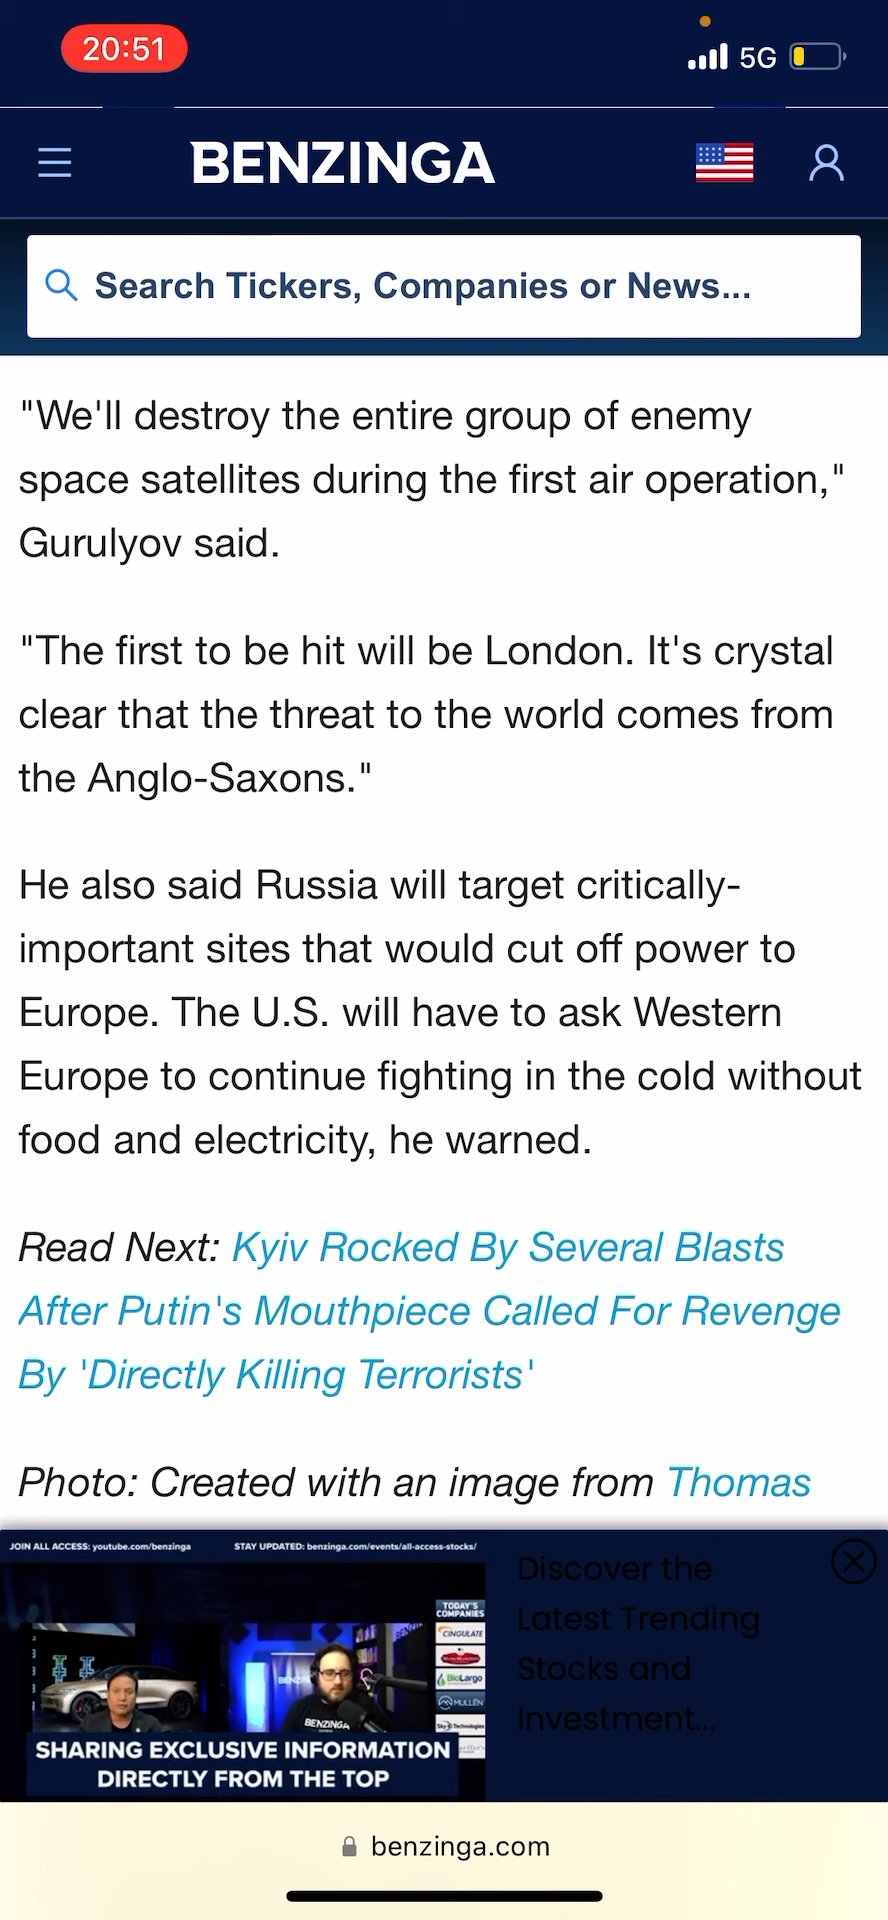 20:51
5G
BENZINGA
Search Tickers, Companies or News...
"We'll destroy the entire group of enemy
space satellites during the first air operation,"
Gurulyov said.
"The first to be hit will be London. It's crystal
clear that the threat to the world comes from
the Anglo-Saxons."
He also said Russia will target critically-
important sites that would cut off power to
Europe. The U.S. will have to ask Western
Europe to continue fighting in the cold without
food and electricity, he warned.
Read Next: Kyiv Rocked By Several Blasts
After Putin's Mouthpiece Called For Revenge
By 'Directly Killing Terrorists'
Photo: Created with an image from Thomas
JOIN ALL ACCESS: youtube.com/benzinga
STAY UPDATED: benzinga.com/events/all-access-stocks/
TODAY'S
COMPANIES
CINGULATE
BioLargo
MULLEN
Sky Technologies
BENZINGA
SHARING EXCLUSIVE INFORMATION
DIRECTLY FROM THE TOP
Discover the
Latest Trending
Stocks and
Investment...
benzinga.com